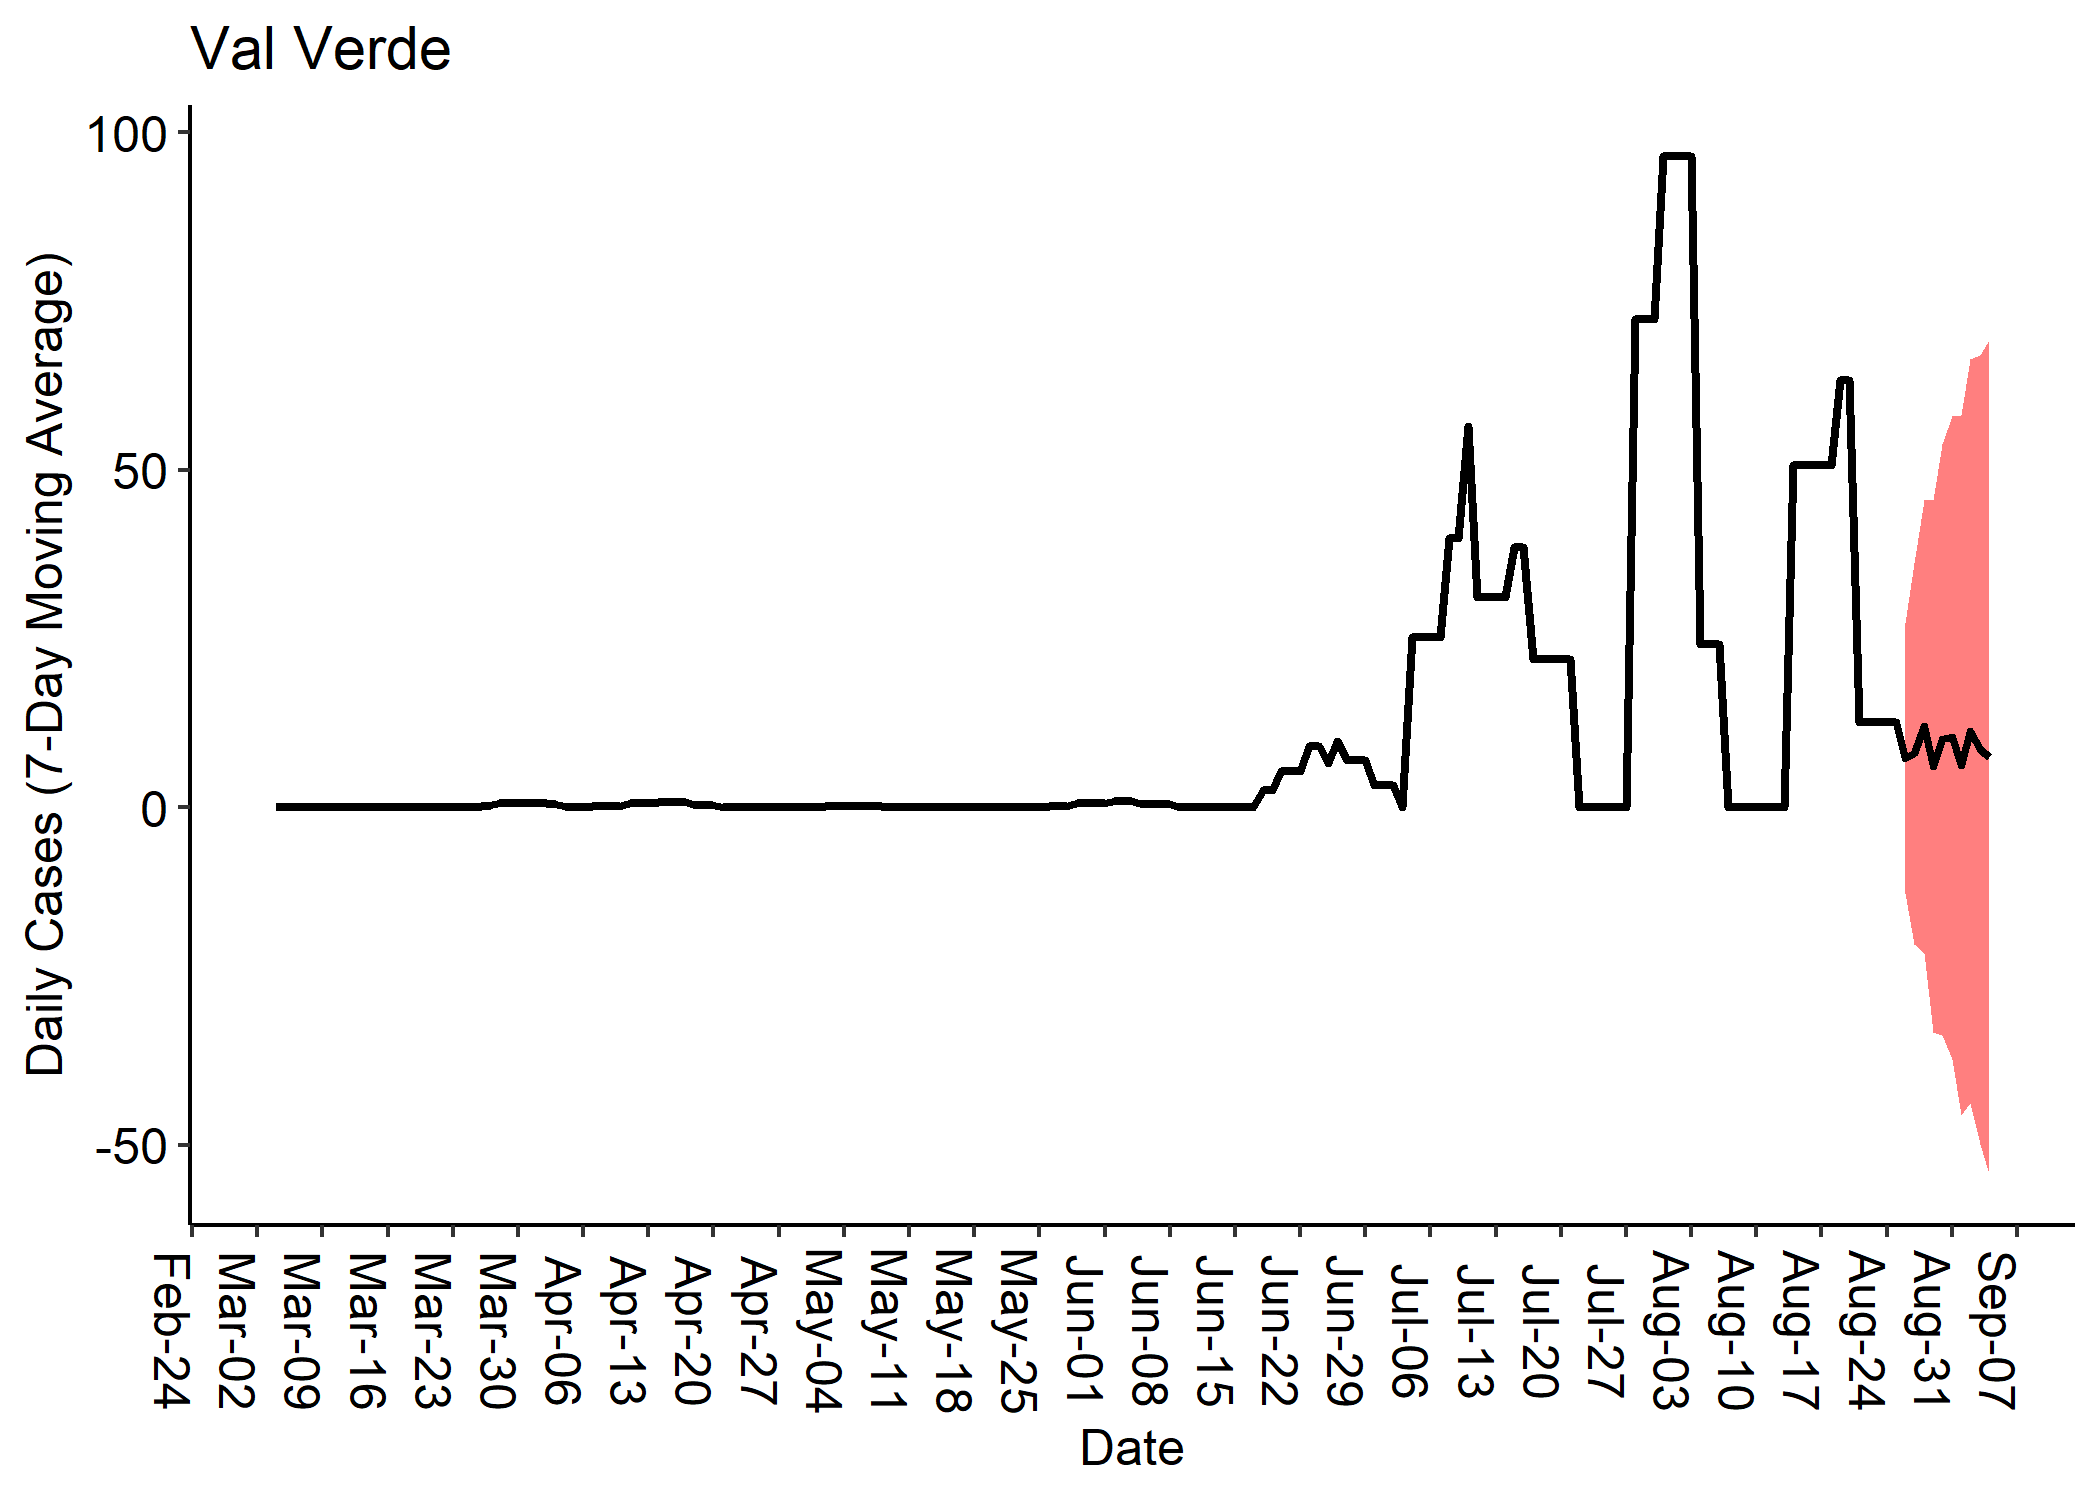 Val Verde
Daily Cases (7-Day Moving Average)
100
50
0
-50
Feb-24
Mar-02
Mar-09
Mar-16
Mar-23
Mar-30
Apr-06
Apr-13
Apr-20
Apr-27
May-04
May-11
May-18
May-25
Jun-01
Jun-08
Jun-15
Jun-22
Jun-29
Jul-06
Jul-13
Jul-20
Jul-27
Aug-03
Aug-10
Aug-17
Aug-24
Aug-31
Sep-07
Date